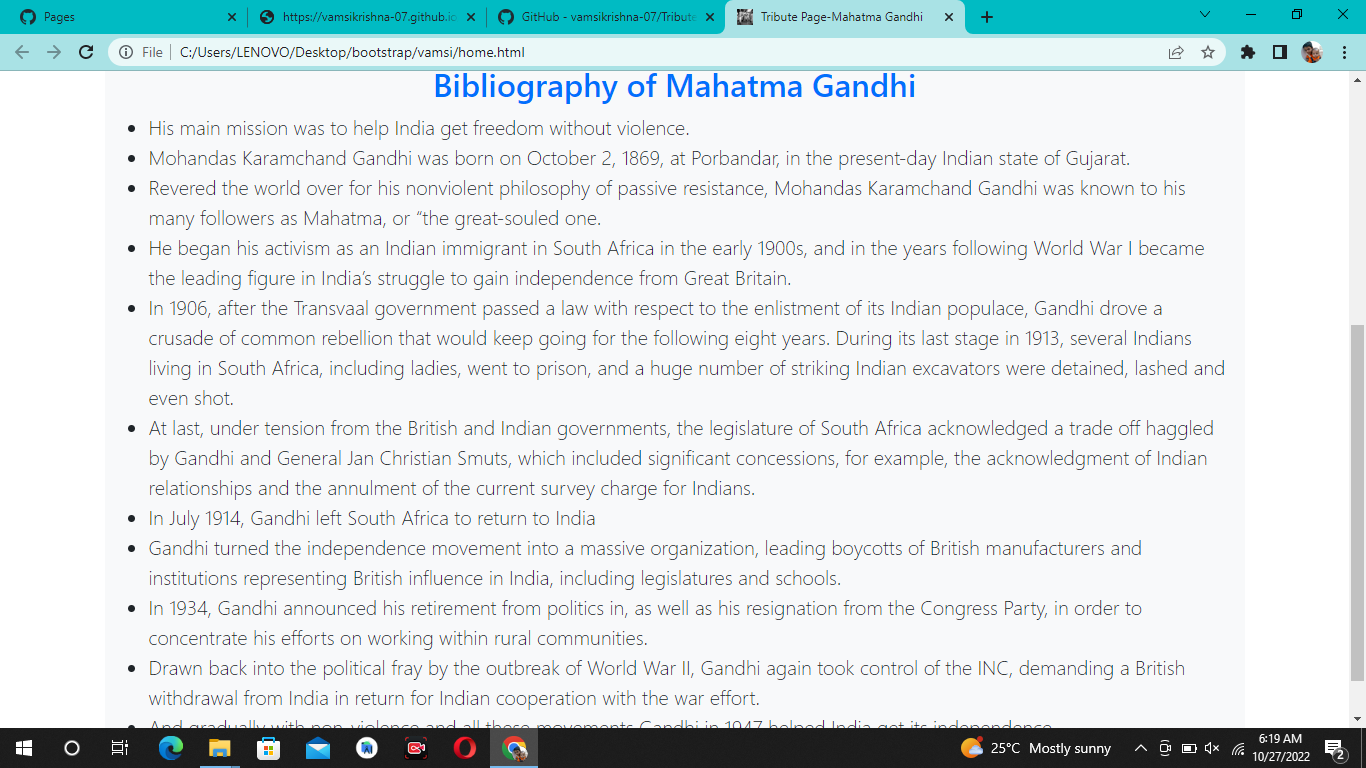 Pages
https://vamsikrishna-07.github.io
GitHub - vamsikrishna-07/Tribute
Tribute Page-Mahatma Gandhi
File
C:/Users/LENOVO/Desktop/bootstrap/vamsi/home.html
Bibliography of Mahatma Gandhi
His main mission was to help India get freedom without violence.
Mohandas Karamchand Gandhi was born on October 2, 1869, at Porbandar, in the present-day Indian state of Gujarat.
Revered the world over for his nonviolent philosophy of passive resistance, Mohandas Karamchand Gandhi was known to his
many followers as Mahatma, or “the great-souled one.
He began his activism as an Indian immigrant in South Africa in the early 1900s, and in the years following World War I became
the leading figure in India’s struggle to gain independence from Great Britain.
In 1906, after the Transvaal government passed a law with respect to the enlistment of its Indian populace, Gandhi drove a
crusade of common rebellion that would keep going for the following eight years. During its last stage in 1913, several Indians
living in South Africa, including ladies, went to prison, and a huge number of striking Indian excavators were detained, lashed and
even shot.
At last, under tension from the British and Indian governments, the legislature of South Africa acknowledged a trade off haggled
by Gandhi and General Jan Christian Smuts, which included significant concessions, for example, the acknowledgment of Indian
relationships and the annulment of the current survey charge for Indians.
In July 1914, Gandhi left South Africa to return to India
Gandhi turned the independence movement into a massive organization, leading boycotts of British manufacturers and
institutions representing British influence in India, including legislatures and schools.
In 1934, Gandhi announced his retirement from politics in, as well as his resignation from the Congress Party, in order to
concentrate his efforts on working within rural communities.
Drawn back into the political fray by the outbreak of World War II, Gandhi again took control of the INC, demanding a British
withdrawal from India in return for Indian cooperation with the war effort.
And gradually with non-violence and all these movements Gandhi in 1947 helped India get its independence
25°C Mostly sunny
6:19 AM
10/27/2022
2